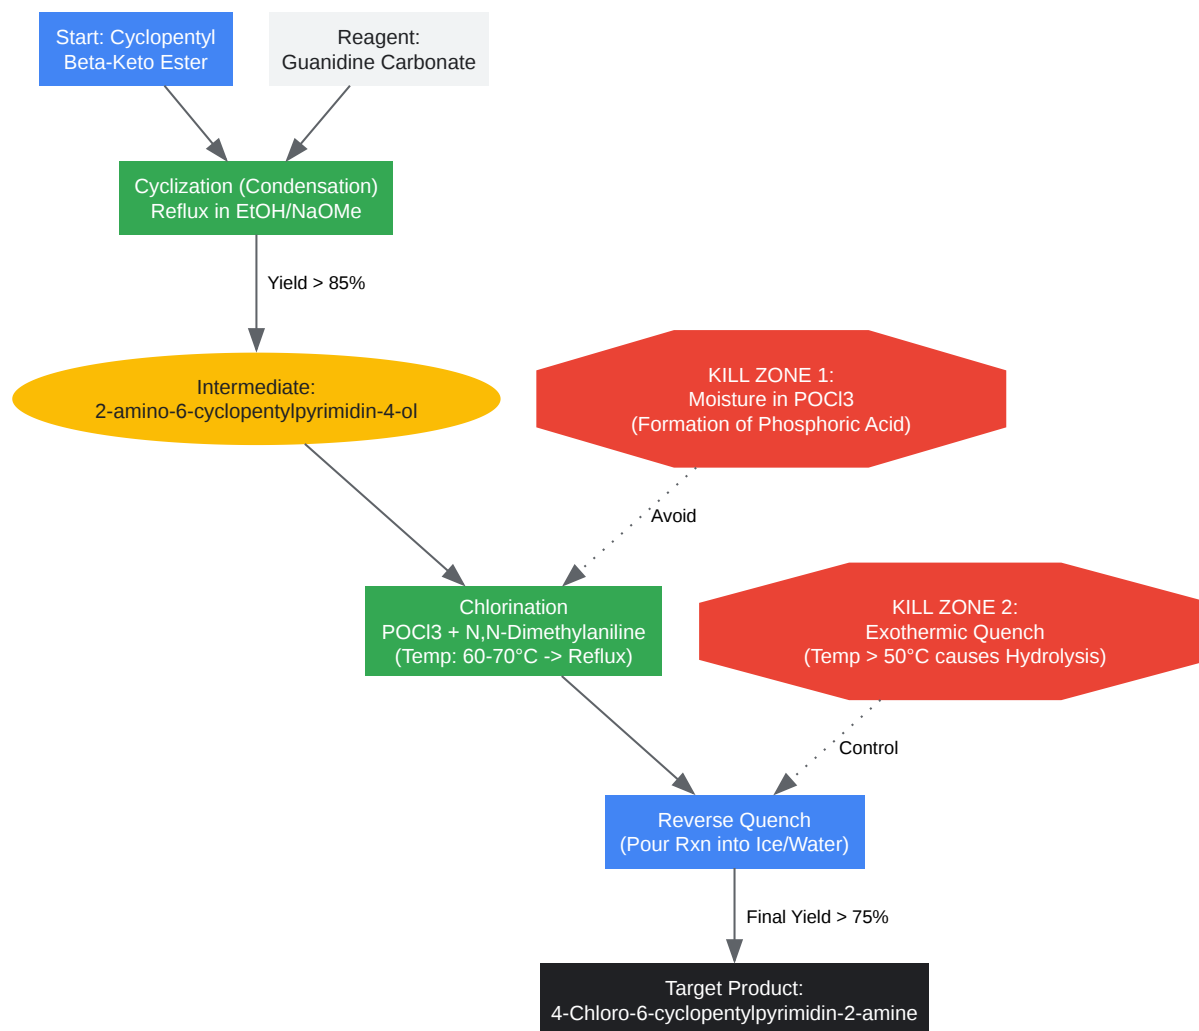 Start: Cyclopentyl
Beta-Keto Ester
Reagent:
Guanidine Carbonate
Cyclization (Condensation)
Reflux in EtOH/NaOMe
Yield > 85%
Intermediate:
2-amino-6-cyclopentylpyrimidin-4-ol
KILL ZONE 1:
Moisture in POCl3
(Formation of Phosphoric Acid)
Avoid
Chlorination
POCl3 + N,N-Dimethylaniline
(Temp: 60-70°C -> Reflux)
KILL ZONE 2:
Exothermic Quench
(Temp > 50°C causes Hydrolysis)
Control
Reverse Quench
(Pour Rxn into Ice/Water)
Final Yield > 75%
Target Product:
4-Chloro-6-cyclopentylpyrimidin-2-amine